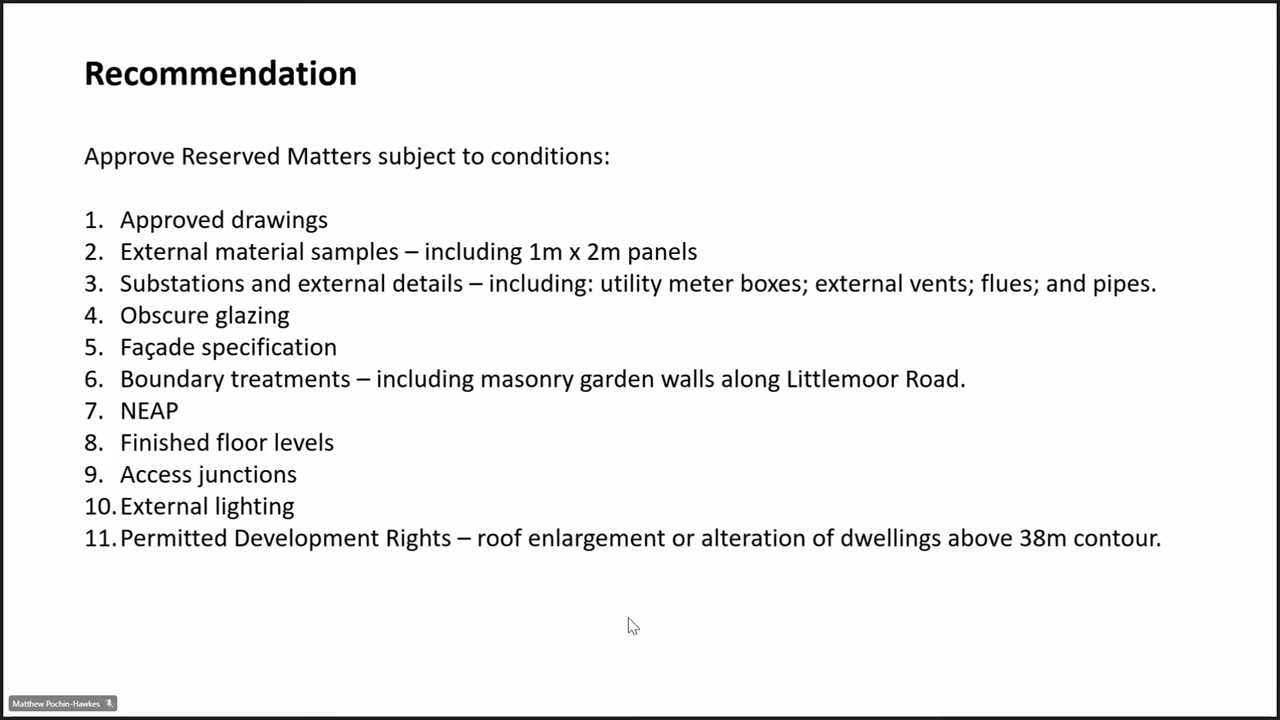 Recommendation
Approve Reserved Matters subject to conditions:
1. Approved drawings
2. External material samples – including 1m x 2m panels
3. Substations and external details – including: utility meter boxes; external vents; flues; and pipes.
4. Obscure glazing
5. Façade specification
6. Boundary treatments – including masonry garden walls along Littlemoor Road.
7. NEAP
8. Finished floor levels
9. Access junctions
10. External lighting
11. Permitted Development Rights – roof enlargement or alteration of dwellings above 38m contour.
Matthew Pochin-Hawkes